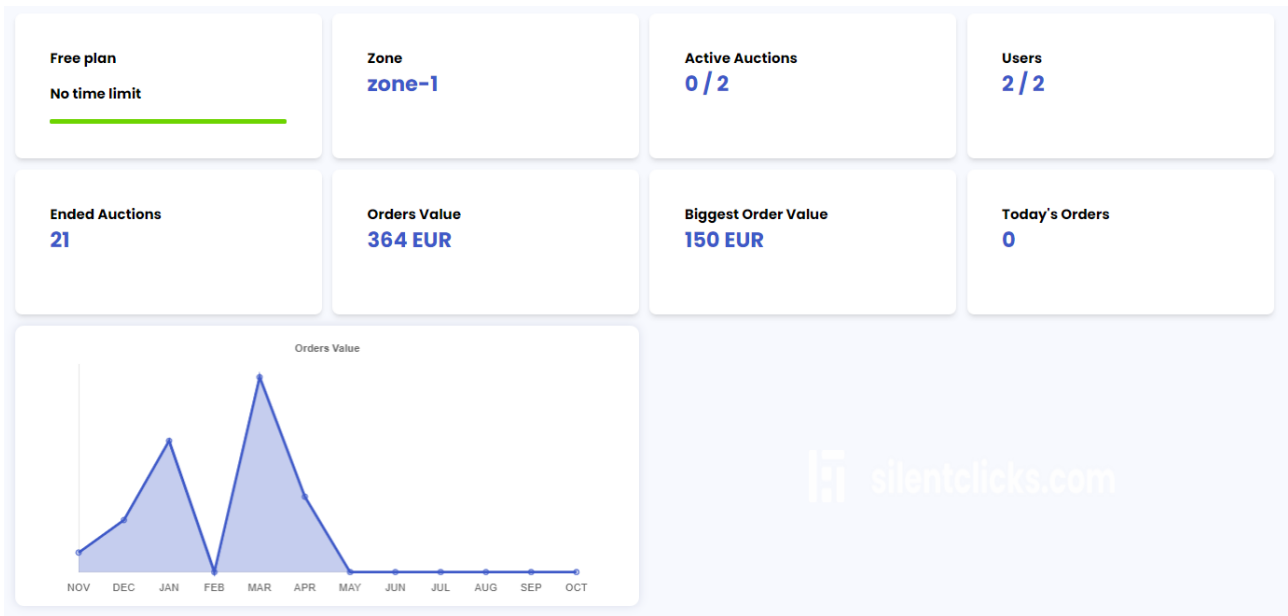 Free plan
No time limit
Zone
zone-1
Active Auctions
0 / 2
Users
2 / 2
Ended Auctions
21
Orders Value
364 EUR
Biggest Order Value
150 EUR
Today's Orders
0
Orders Value
NOV DEC JAN FEB MAR APR MAY JUN JUL AUG SEP OCT
silentclicks.com